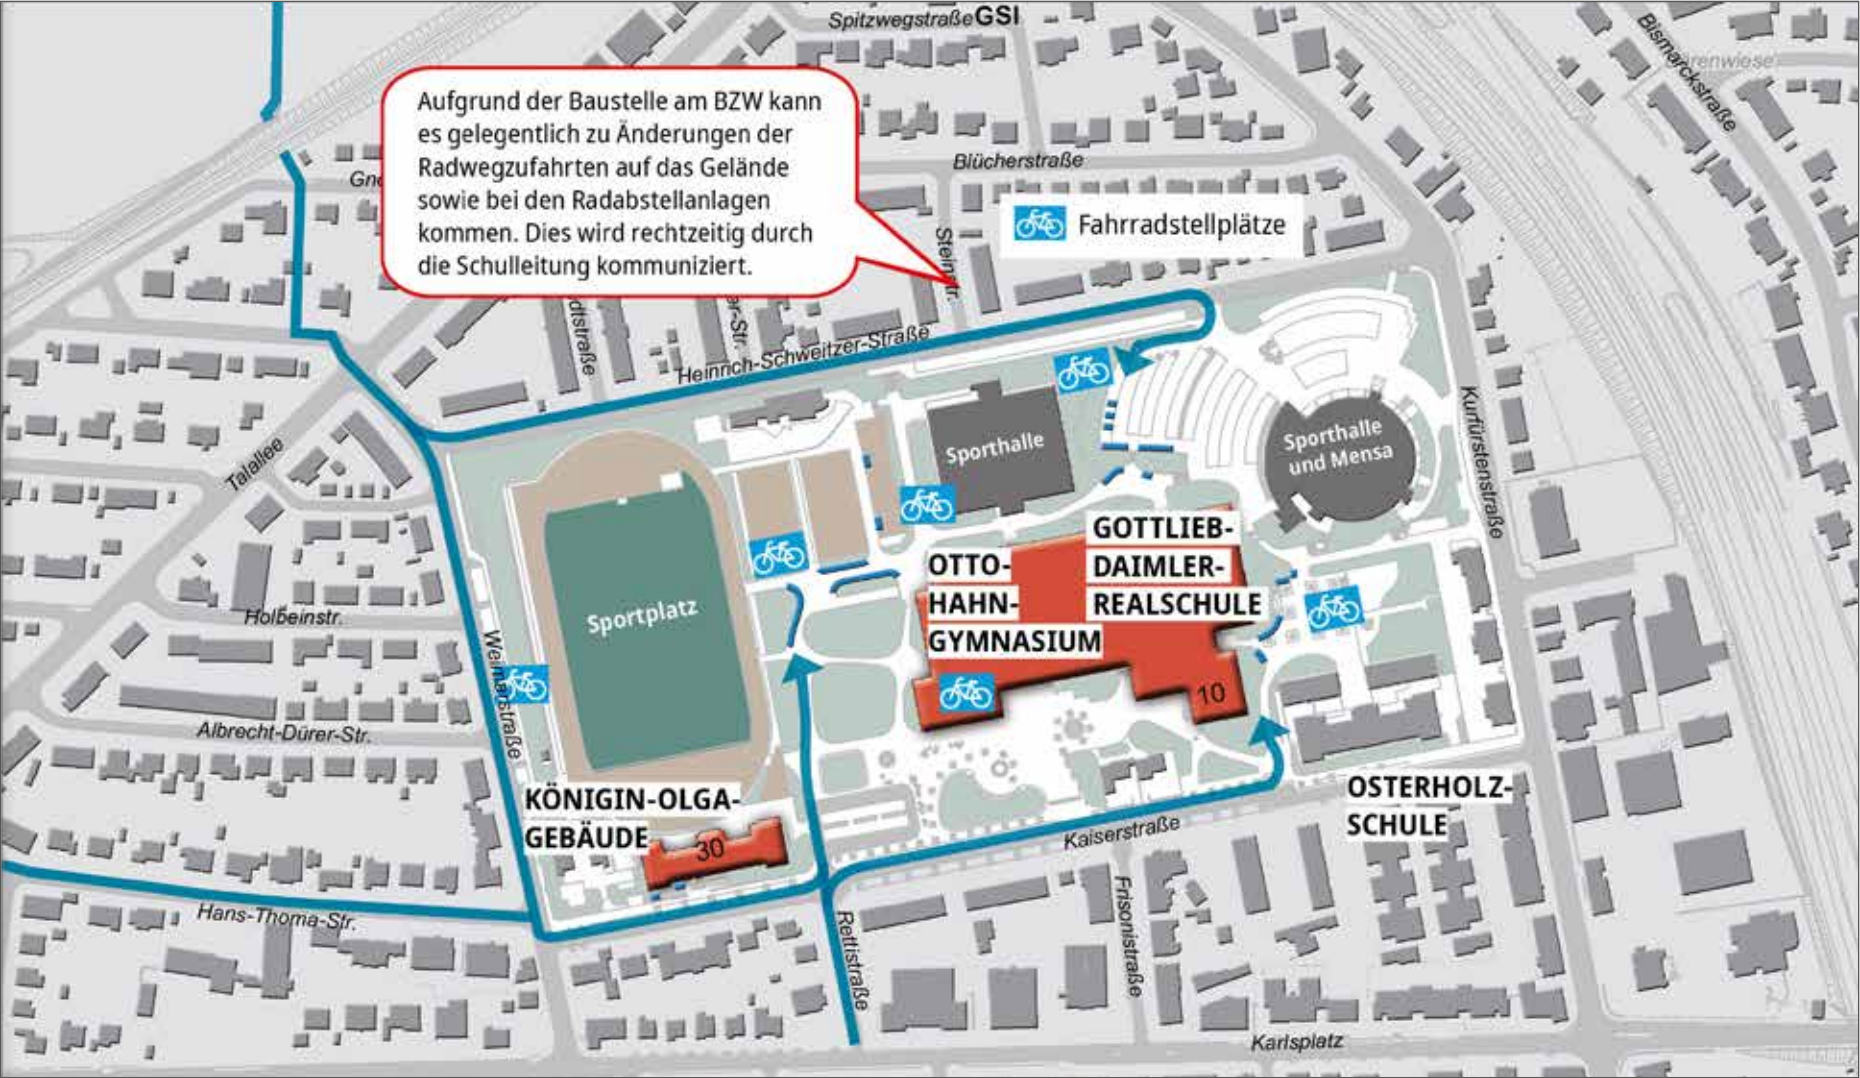 Spitzwegstraße
GSI
Bismarckstraße
Aufgrund der Baustelle am BZW kann
es gelegentlich zu Änderungen der
Radwegzufahrten auf das Gelände
sowie bei den Radabstellanlagen
kommen. Dies wird rechtzeitig durch
die Schulleitung kommuniziert.
Blücherstraße
Fahrradstellplätze
Steinstr.
Heinrich-Schweitzer-Straße
Kurfürstenstraße
Talallee
Sporthalle
Sporthalle
und Mensa
GOTTLIEB-
DAIMLER-
REALSCHULE
OTTO-
HAHN-
GYMNASIUM
Sportplatz
Holbeinstr.
Weimarstraße
Albrecht-Dürer-Str.
10
KÖNIGIN-OLGA-
GEBÄUDE
30
OSTERHOLZ-
SCHULE
Kaiserstraße
Hans-Thoma-Str.
Rettistraße
Frisonistraße
Karlsplatz